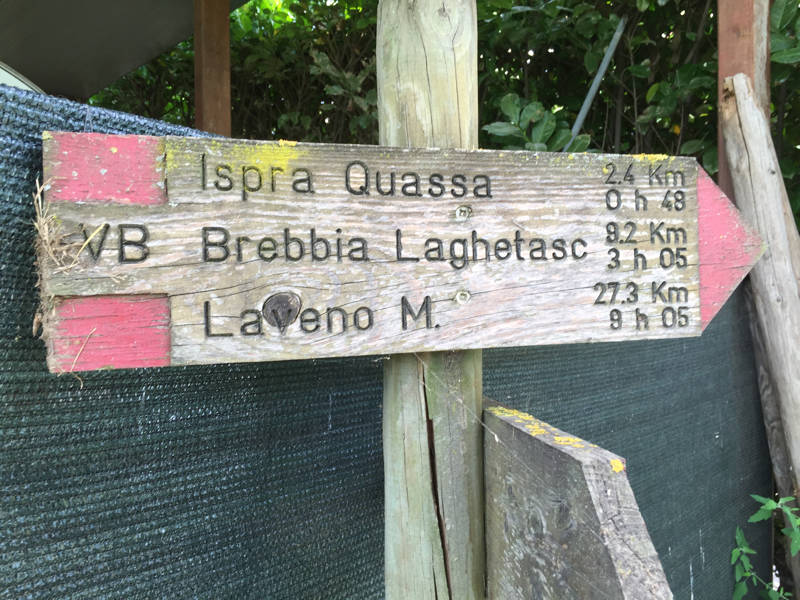 Ispra Quassa 2.4 Km
0 h 48
VB Brebbia Laghetasc 9.2 Km
3 h 05
Laveno M. 27.3 Km
9 h 05